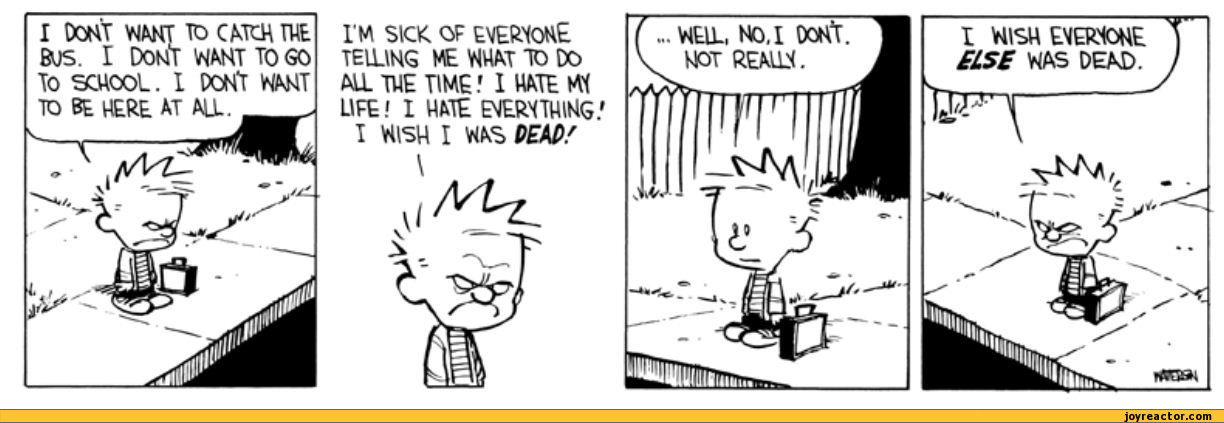 I DON'T WANT TO CATCH THE
BUS. I DON'T WANT TO GO
TO SCHOOL. I DON'T WANT
TO BE HERE AT ALL.
I'M SICK OF EVERYONE
TELLING ME WHAT TO DO
ALL THE TIME! I HATE MY
LIFE! I HATE EVERYTHING!
I WISH I WAS DEAD!
... WELL, NO, I DON'T.
NOT REALLY.
I WISH EVERYONE
ELSE WAS DEAD.
WATTERSON
joyreactor.com